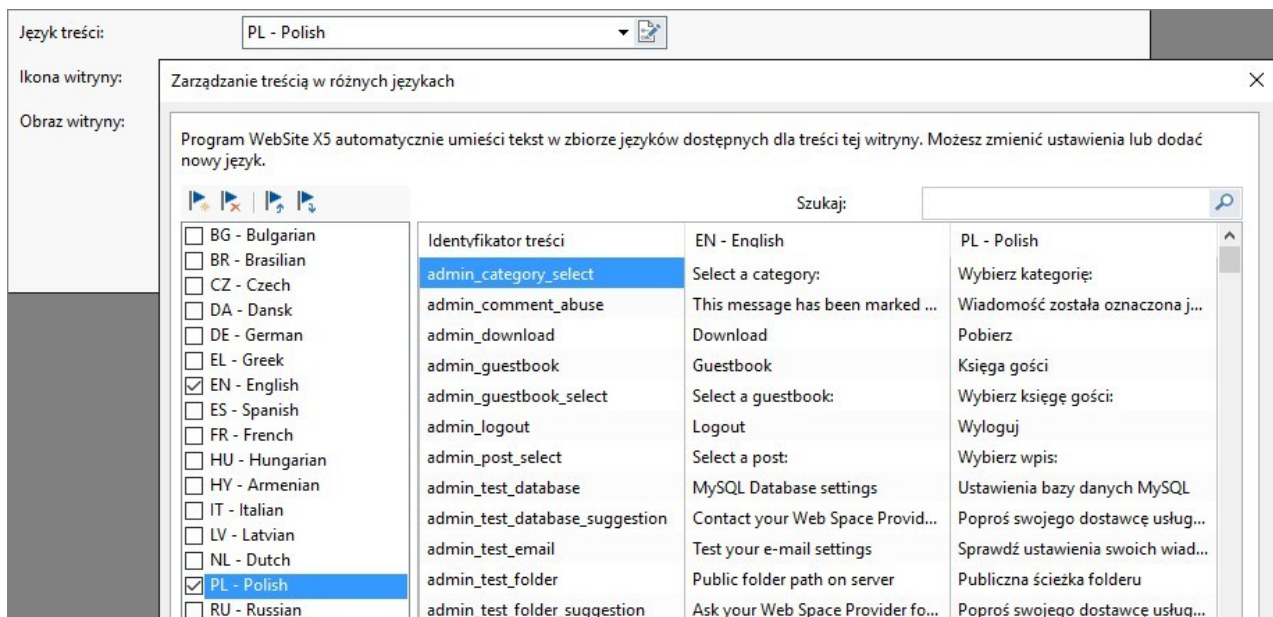 Język treści:
PL - Polish
Ikona witryny:
Zarządzanie treścią w różnych językach
Obraz witryny:
Program WebSite X5 automatycznie umieści tekst w zbiorze języków dostępnych dla treści tej witryny. Możesz zmienić ustawienia lub dodać
nowy język.
Szukaj:
BG - Bulgarian
BR - Brasilian
CZ - Czech
DA - Dansk
DE - German
EL - Greek
EN - English
ES - Spanish
FR - French
HU - Hungarian
HY - Armenian
IT - Italian
LV - Latvian
NL - Dutch
PL - Polish
RU - Russian
Identyfikator treści EN - English PL - Polish
admin_category_select Select a category: Wybierz kategorię:
admin_comment_abuse This message has been marked ... Wiadomość została oznaczona j...
admin_download Download Pobierz
admin_guestbook Guestbook Księga gości
admin_guestbook_select Select a guestbook: Wybierz księgę gości:
admin_logout Logout Wyloguj
admin_post_select Select a post: Wybierz wpis:
admin_test_database MySQL Database settings Ustawienia bazy danych MySQL
admin_test_database_suggestion Contact your Web Space Provid... Poproś swojego dostawcę usług...
admin_test_email Test your e-mail settings Sprawdź ustawienia swoich wiad...
admin_test_folder Public folder path on server Publiczna ścieżka folderu
admin_test_folder_suggestion Ask your Web Space Provider fo... Poproś swojego dostawcę usług...